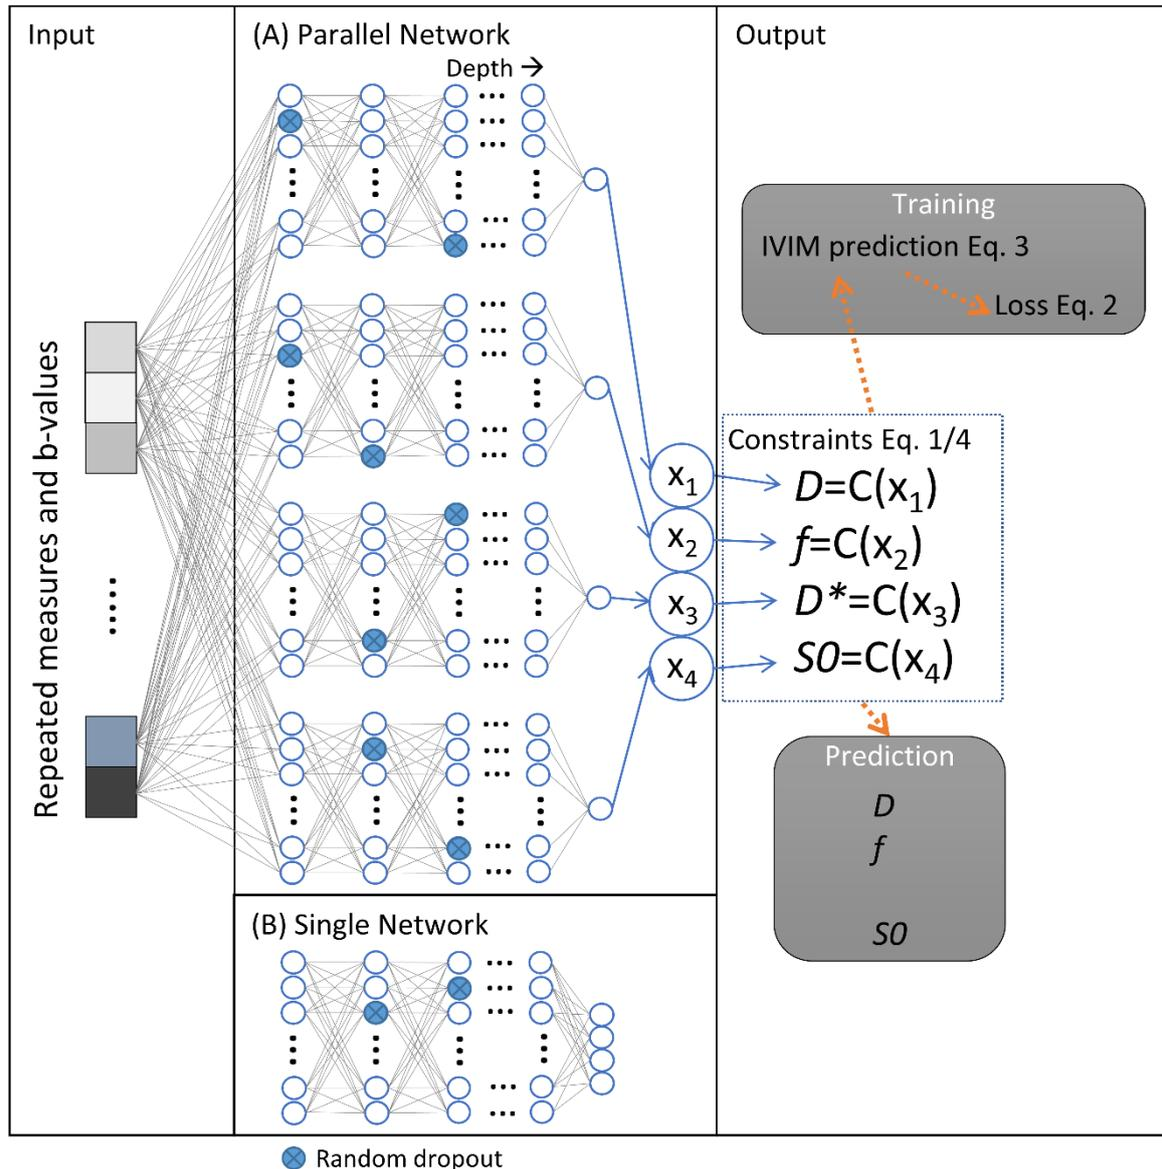 Input
(A) Parallel Network
Output
Depth →
Training
IVIM prediction Eq. 3
Loss Eq. 2
Repeated measures and b-values
Constraints Eq. 1/4
x1
D=C(x1)
x2
f=C(x2)
x3
D*=C(x3)
x4
S0=C(x4)
Prediction
D
f
S0
(B) Single Network
Random dropout